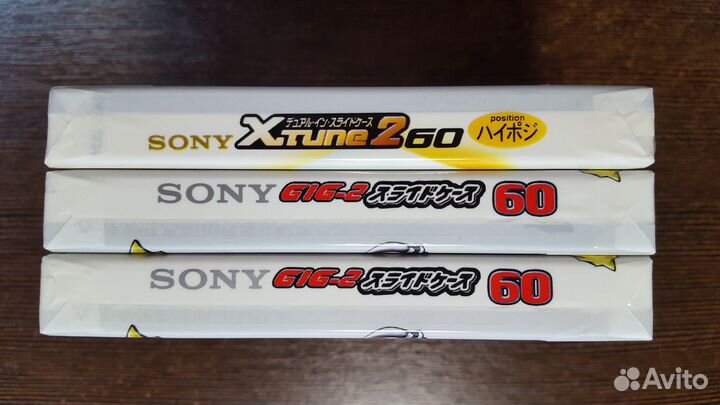 デュアル・イン・スライドケース
SONY XTUNE2 60 position ハイポジ
SONY GIG-2 スライドケース 60
SONY GIG-2 スライドケース 60
Avito